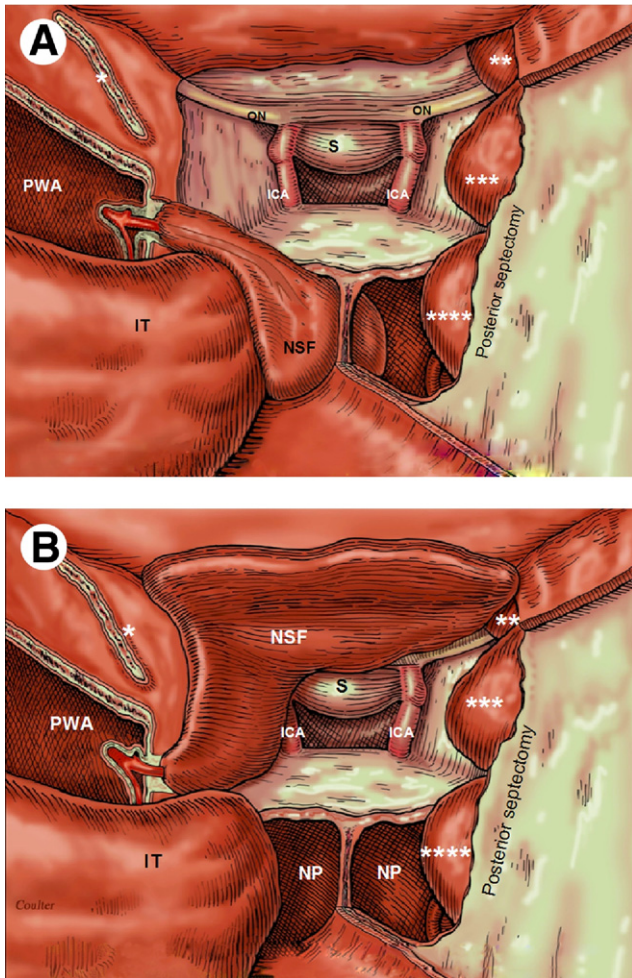 A
*
**
ON
ON
S
***
PWA
ICA
ICA
Posterior septectomy
****
IT
NSF
B
*
NSF
**
S
***
PWA
ICA
ICA
Posterior septectomy
****
IT
NP
NP
Coulter